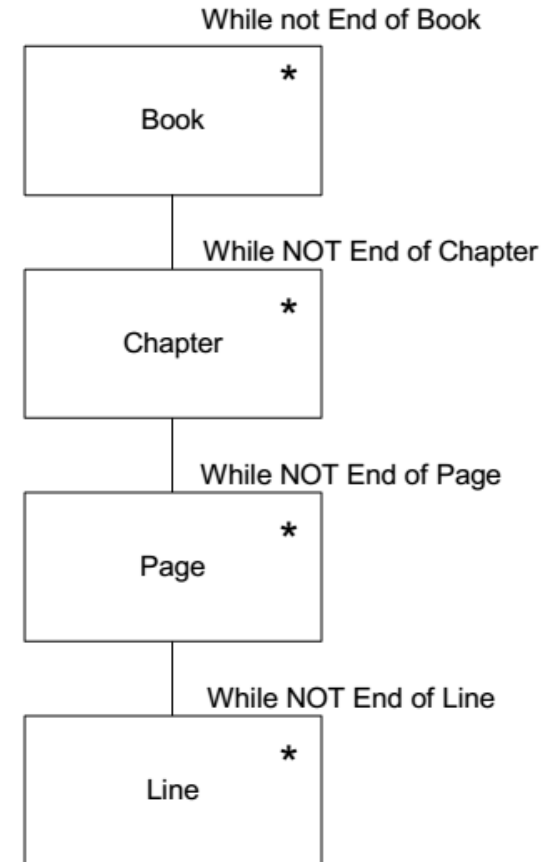 While not End of Book
*
Book
While NOT End of Chapter
*
Chapter
While NOT End of Page
*
Page
While NOT End of Line
*
Line